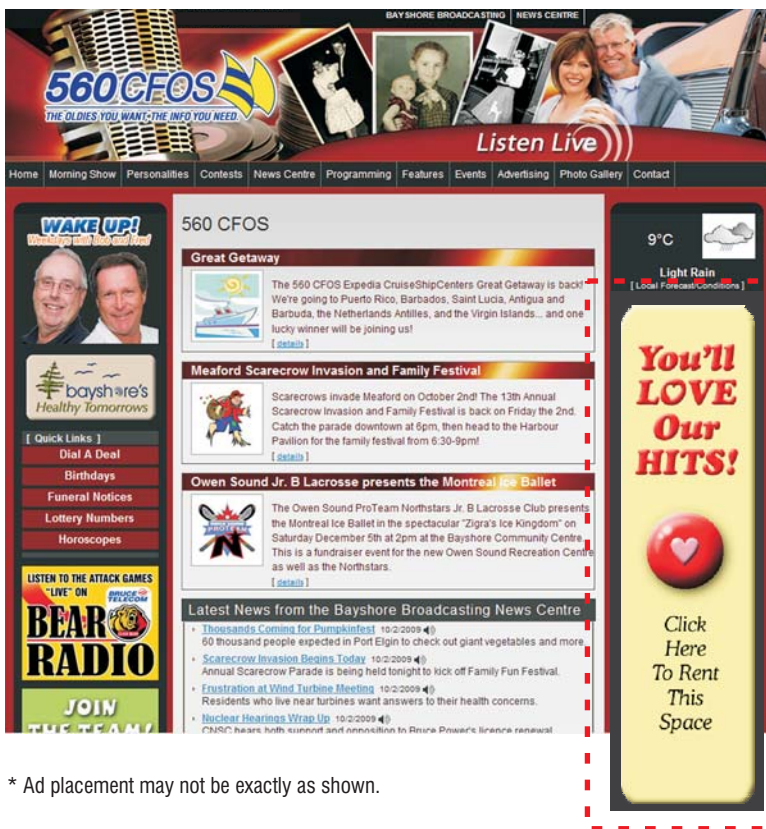 BAYSHORE BROADCASTING NEWS CENTRE
560 CFOS
THE OLDIES YOU WANT-THE INFO YOU NEED.
Listen Live
Home Morning Show Personalities Contests News Centre Programming Features Events Advertising Photo Gallery Contact
WAKE UP!
Weekdays with Bob and Fred!
bayshore's
Healthy Tomorrows
[ Quick Links ]
Dial A Deal
Birthdays
Funeral Notices
Lottery Numbers
Horoscopes
LISTEN TO THE ATTACK GAMES
"LIVE" ON
BRUCE TELECOM
BEAR
RADIO
JOIN
THE TEAM!
560 CFOS
Great Getaway
The 560 CFOS Expedia CruiseShipCenters Great Getaway is back!
We're going to Puerto Rico, Barbados, Saint Lucia, Antigua and
Barbuda, the Netherlands Antilles, and the Virgin Islands... and one
lucky winner will be joining us!
[ details ]
Meaford Scarecrow Invasion and Family Festival
Scarecrows invade Meaford on October 2nd! The 13th Annual
Scarecrow Invasion and Family Festival is back on Friday the 2nd.
Catch the parade downtown at 6pm, then head to the Harbour
Pavilion for the family festival from 6:30-9pm!
[ details ]
Owen Sound Jr. B Lacrosse presents the Montreal Ice Ballet
The Owen Sound ProTeam Northstars Jr. B Lacrosse Club presents
the Montreal Ice Ballet in the spectacular "Zigra's Ice Kingdom" on
Saturday December 5th at 2pm at the Bayshore Community Centre.
This is a fundraiser event for the new Owen Sound Recreation Centre
as well as the Northstars.
[ details ]
Latest News from the Bayshore Broadcasting News Centre
Thousands Coming for Pumpkinfest 10/2/2009
60 thousand people expected in Port Elgin to check out giant vegetables and more.
Scarecrow Invasion Begins Today 10/2/2009
Annual Scarecrow Parade is being held tonight to kick off Family Fun Festival.
Frustration at Wind Turbine Meeting 10/2/2009
Residents who live near turbines want answers to their health concerns.
Nuclear Hearings Wrap Up 10/2/2009
CNSC hears both support and opposition to Bruce Power's licence renewal
9°C
Light Rain
[ Local Forecast/Conditions ]
You'll
LOVE
Our
HITS!
Click
Here
To Rent
This
Space
* Ad placement may not be exactly as shown.